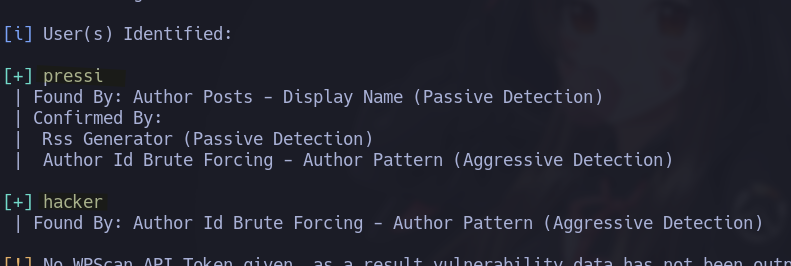 [i] User(s) Identified:
[+] pressi
| Found By: Author Posts - Display Name (Passive Detection)
| Confirmed By:
| Rss Generator (Passive Detection)
| Author Id Brute Forcing - Author Pattern (Aggressive Detection)
[+] hacker
| Found By: Author Id Brute Forcing - Author Pattern (Aggressive Detection)
[!] No WPScan API Token given, as a result vulnerability data has not been outp